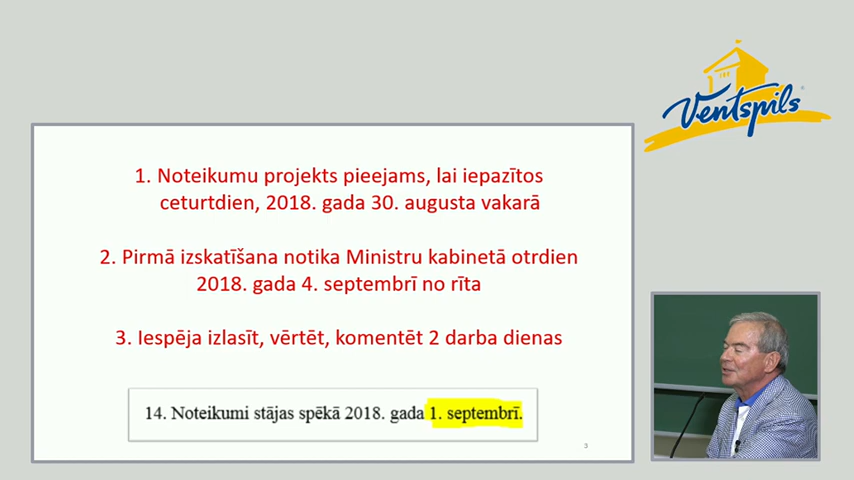 Ventspils
1. Noteikumu projekts pieejams, lai iepazītos
ceturtdien, 2018. gada 30. augusta vakarā
2. Pirmā izskatīšana notika Ministru kabinetā otrdien
2018. gada 4. septembrī no rīta
3. Iespēja izlasīt, vērtēt, komentēt 2 darba dienas
14. Noteikumi stājas spēkā 2018. gada 1. septembrī.
3